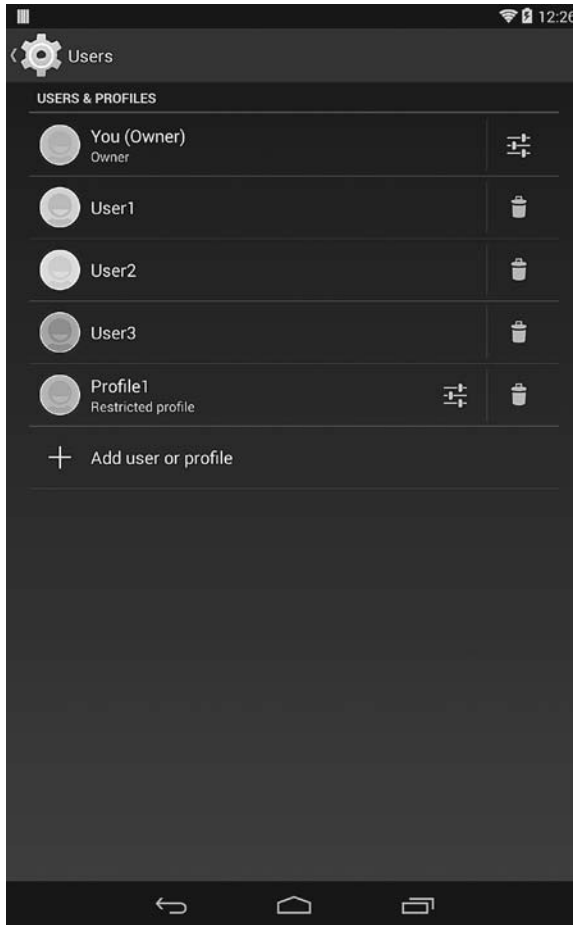 12:26
Users
USERS & PROFILES
You (Owner)
Owner
User1
User2
User3
Profile1
Restricted profile
Add user or profile